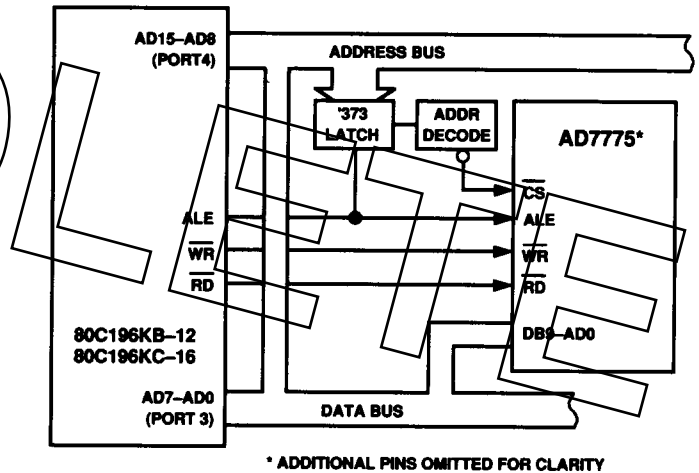 AD15–AD8
(PORT4)
ADDRESS BUS
'373
LATCH
ADDR
DECODE
AD7775*
CS
ALE
ALE
WR
WR
RD
RD
80C196KB–12
80C196KC–16
DB9–AD0
AD7–AD0
(PORT 3)
DATA BUS
* ADDITIONAL PINS OMITTED FOR CLARITY